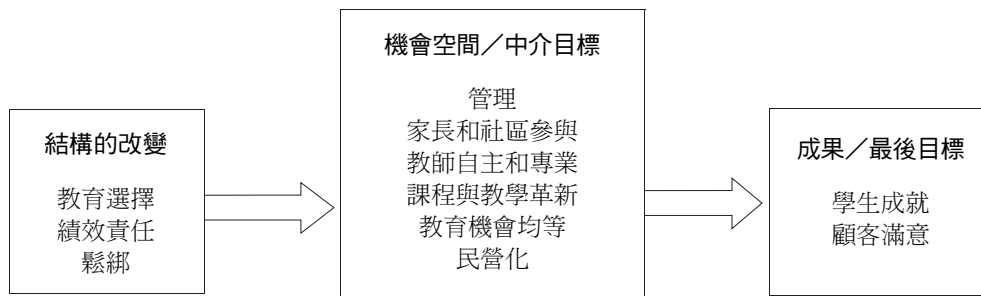 結構的改變
教育選擇
績效責任
鬆綁
機會空間／中介目標
管理
家長和社區參與
教師自主和專業
課程與教學革新
教育機會均等
民營化
成果／最後目標
學生成就
顧客滿意